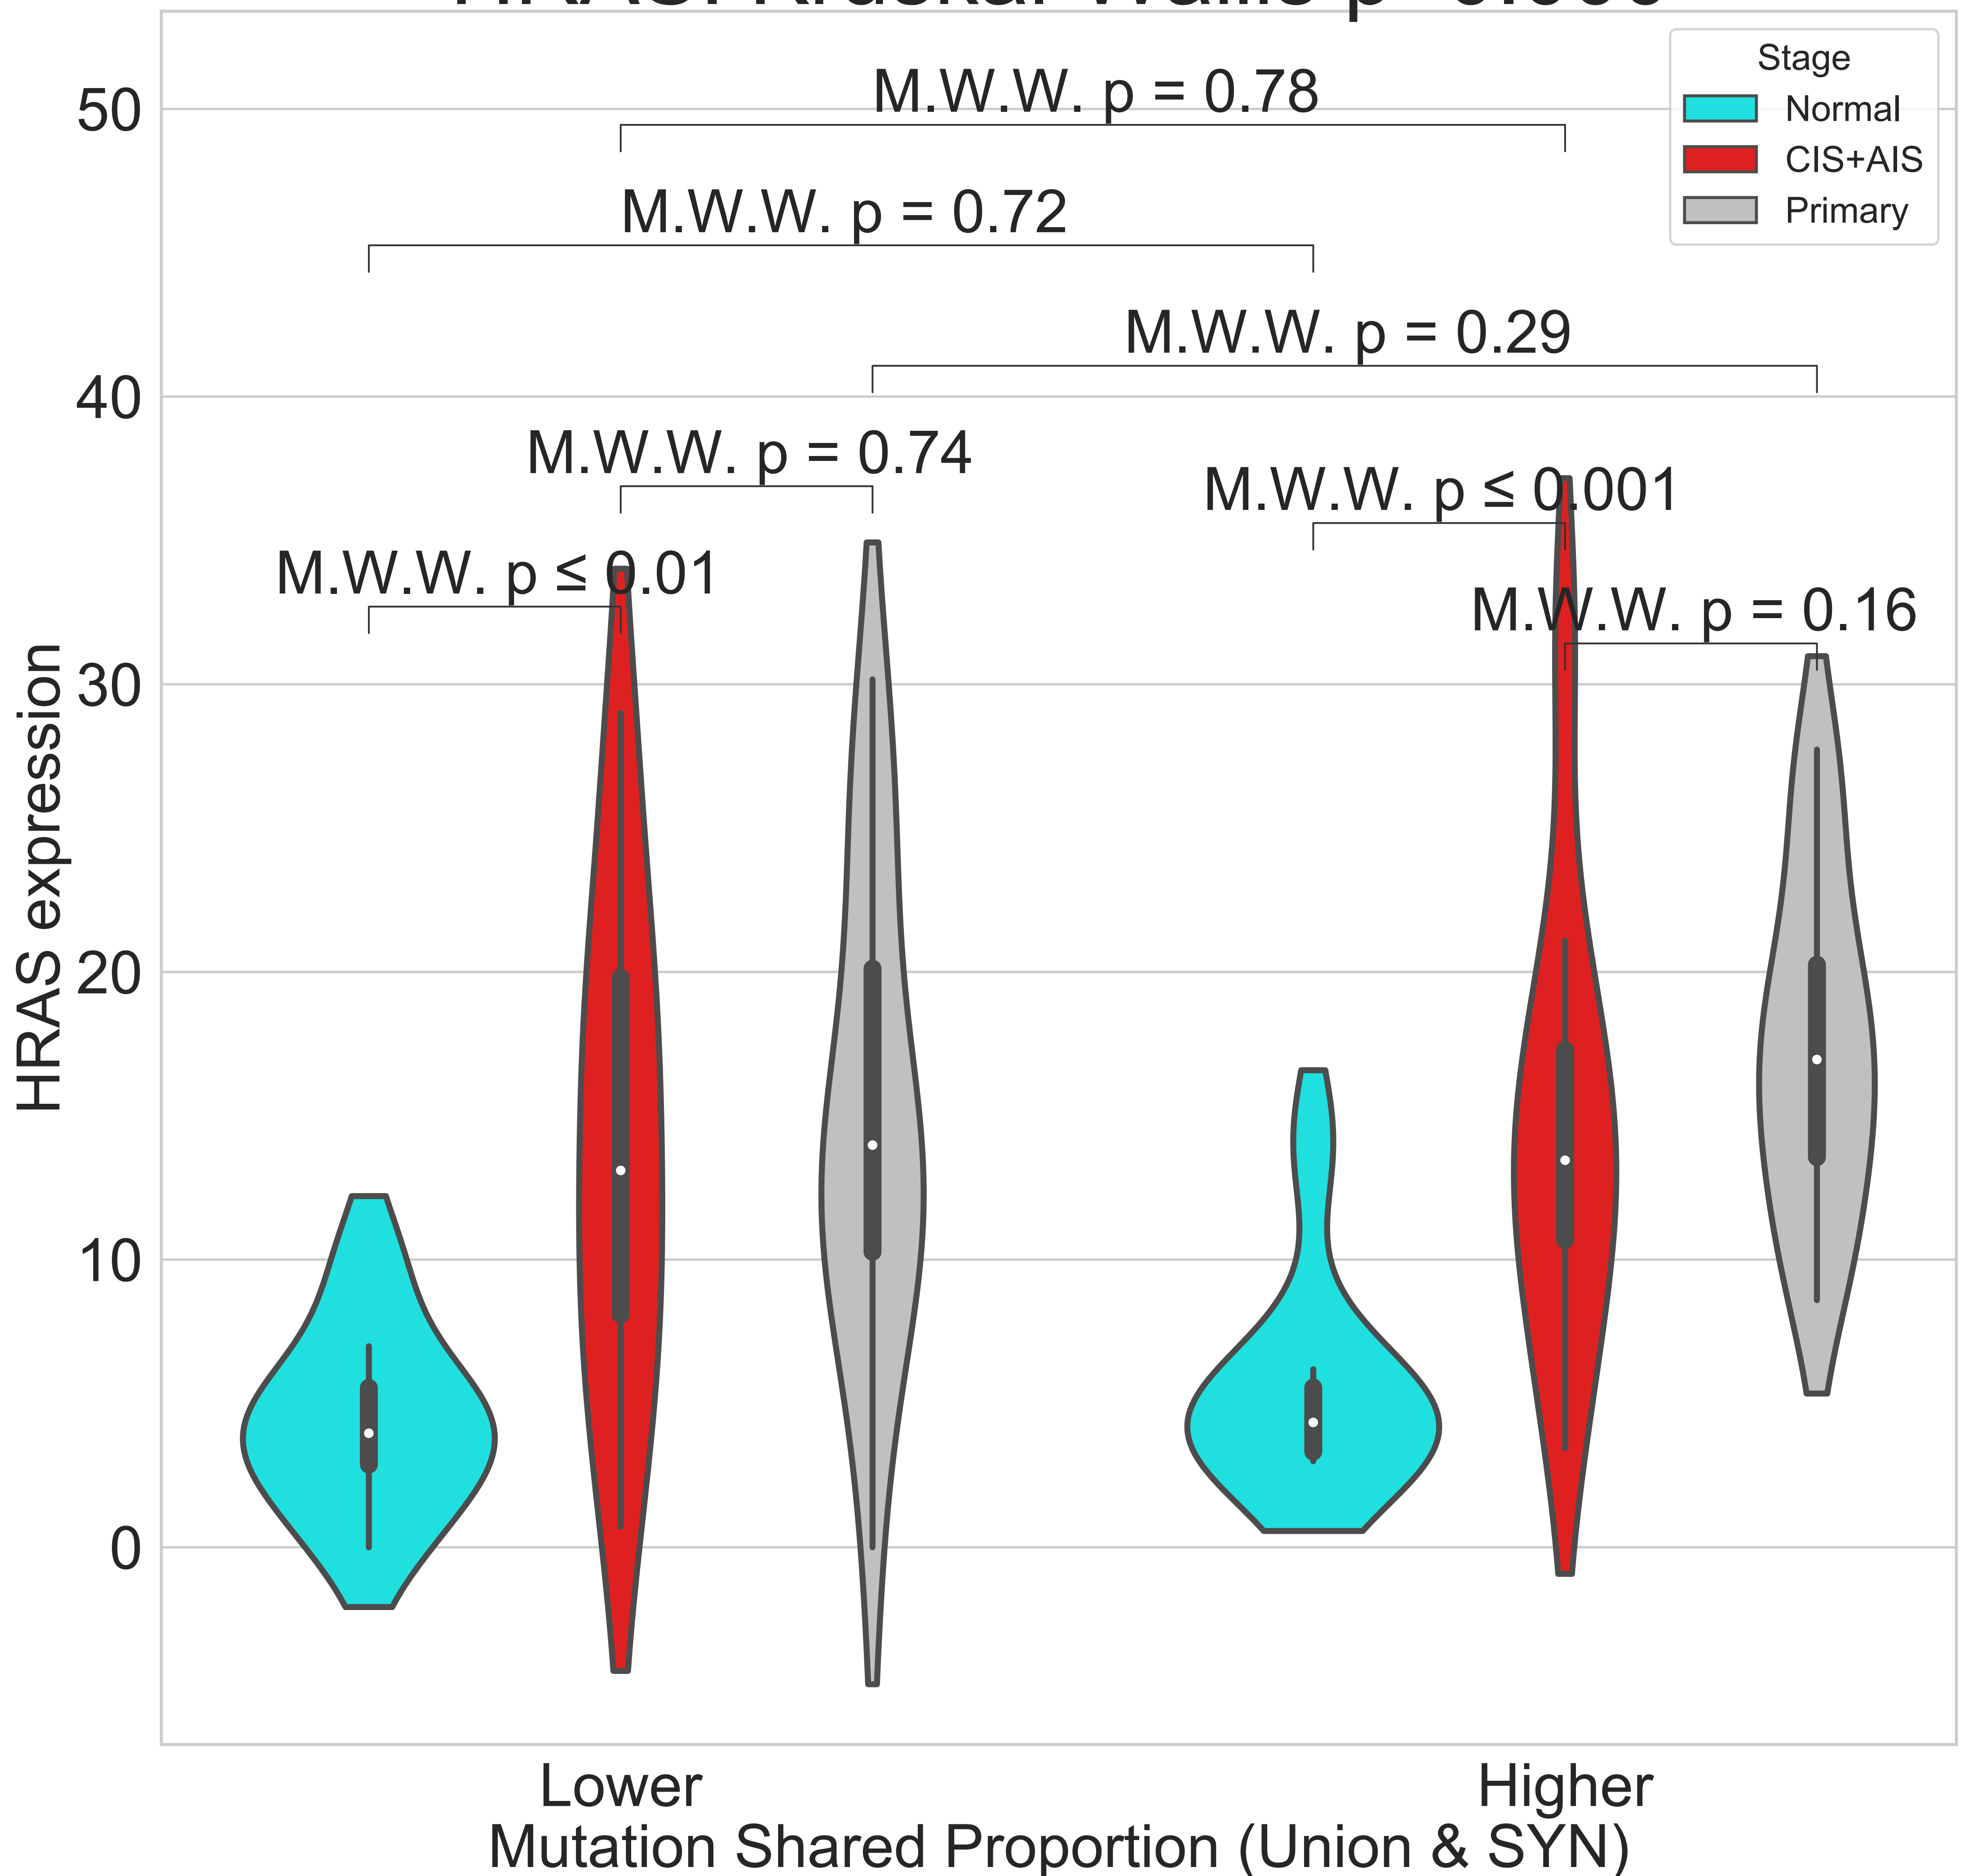 Stage
Normal
CIS+AIS
Primary
M.W.W. p = 0.78
M.W.W. p = 0.72
M.W.W. p = 0.29
M.W.W. p = 0.74
M.W.W. p ≤ 0.001
M.W.W. p ≤ 0.01
M.W.W. p = 0.16
HRAS expression
50
40
30
20
10
0
Lower
Higher
Mutation Shared Proportion (Union & SYN)